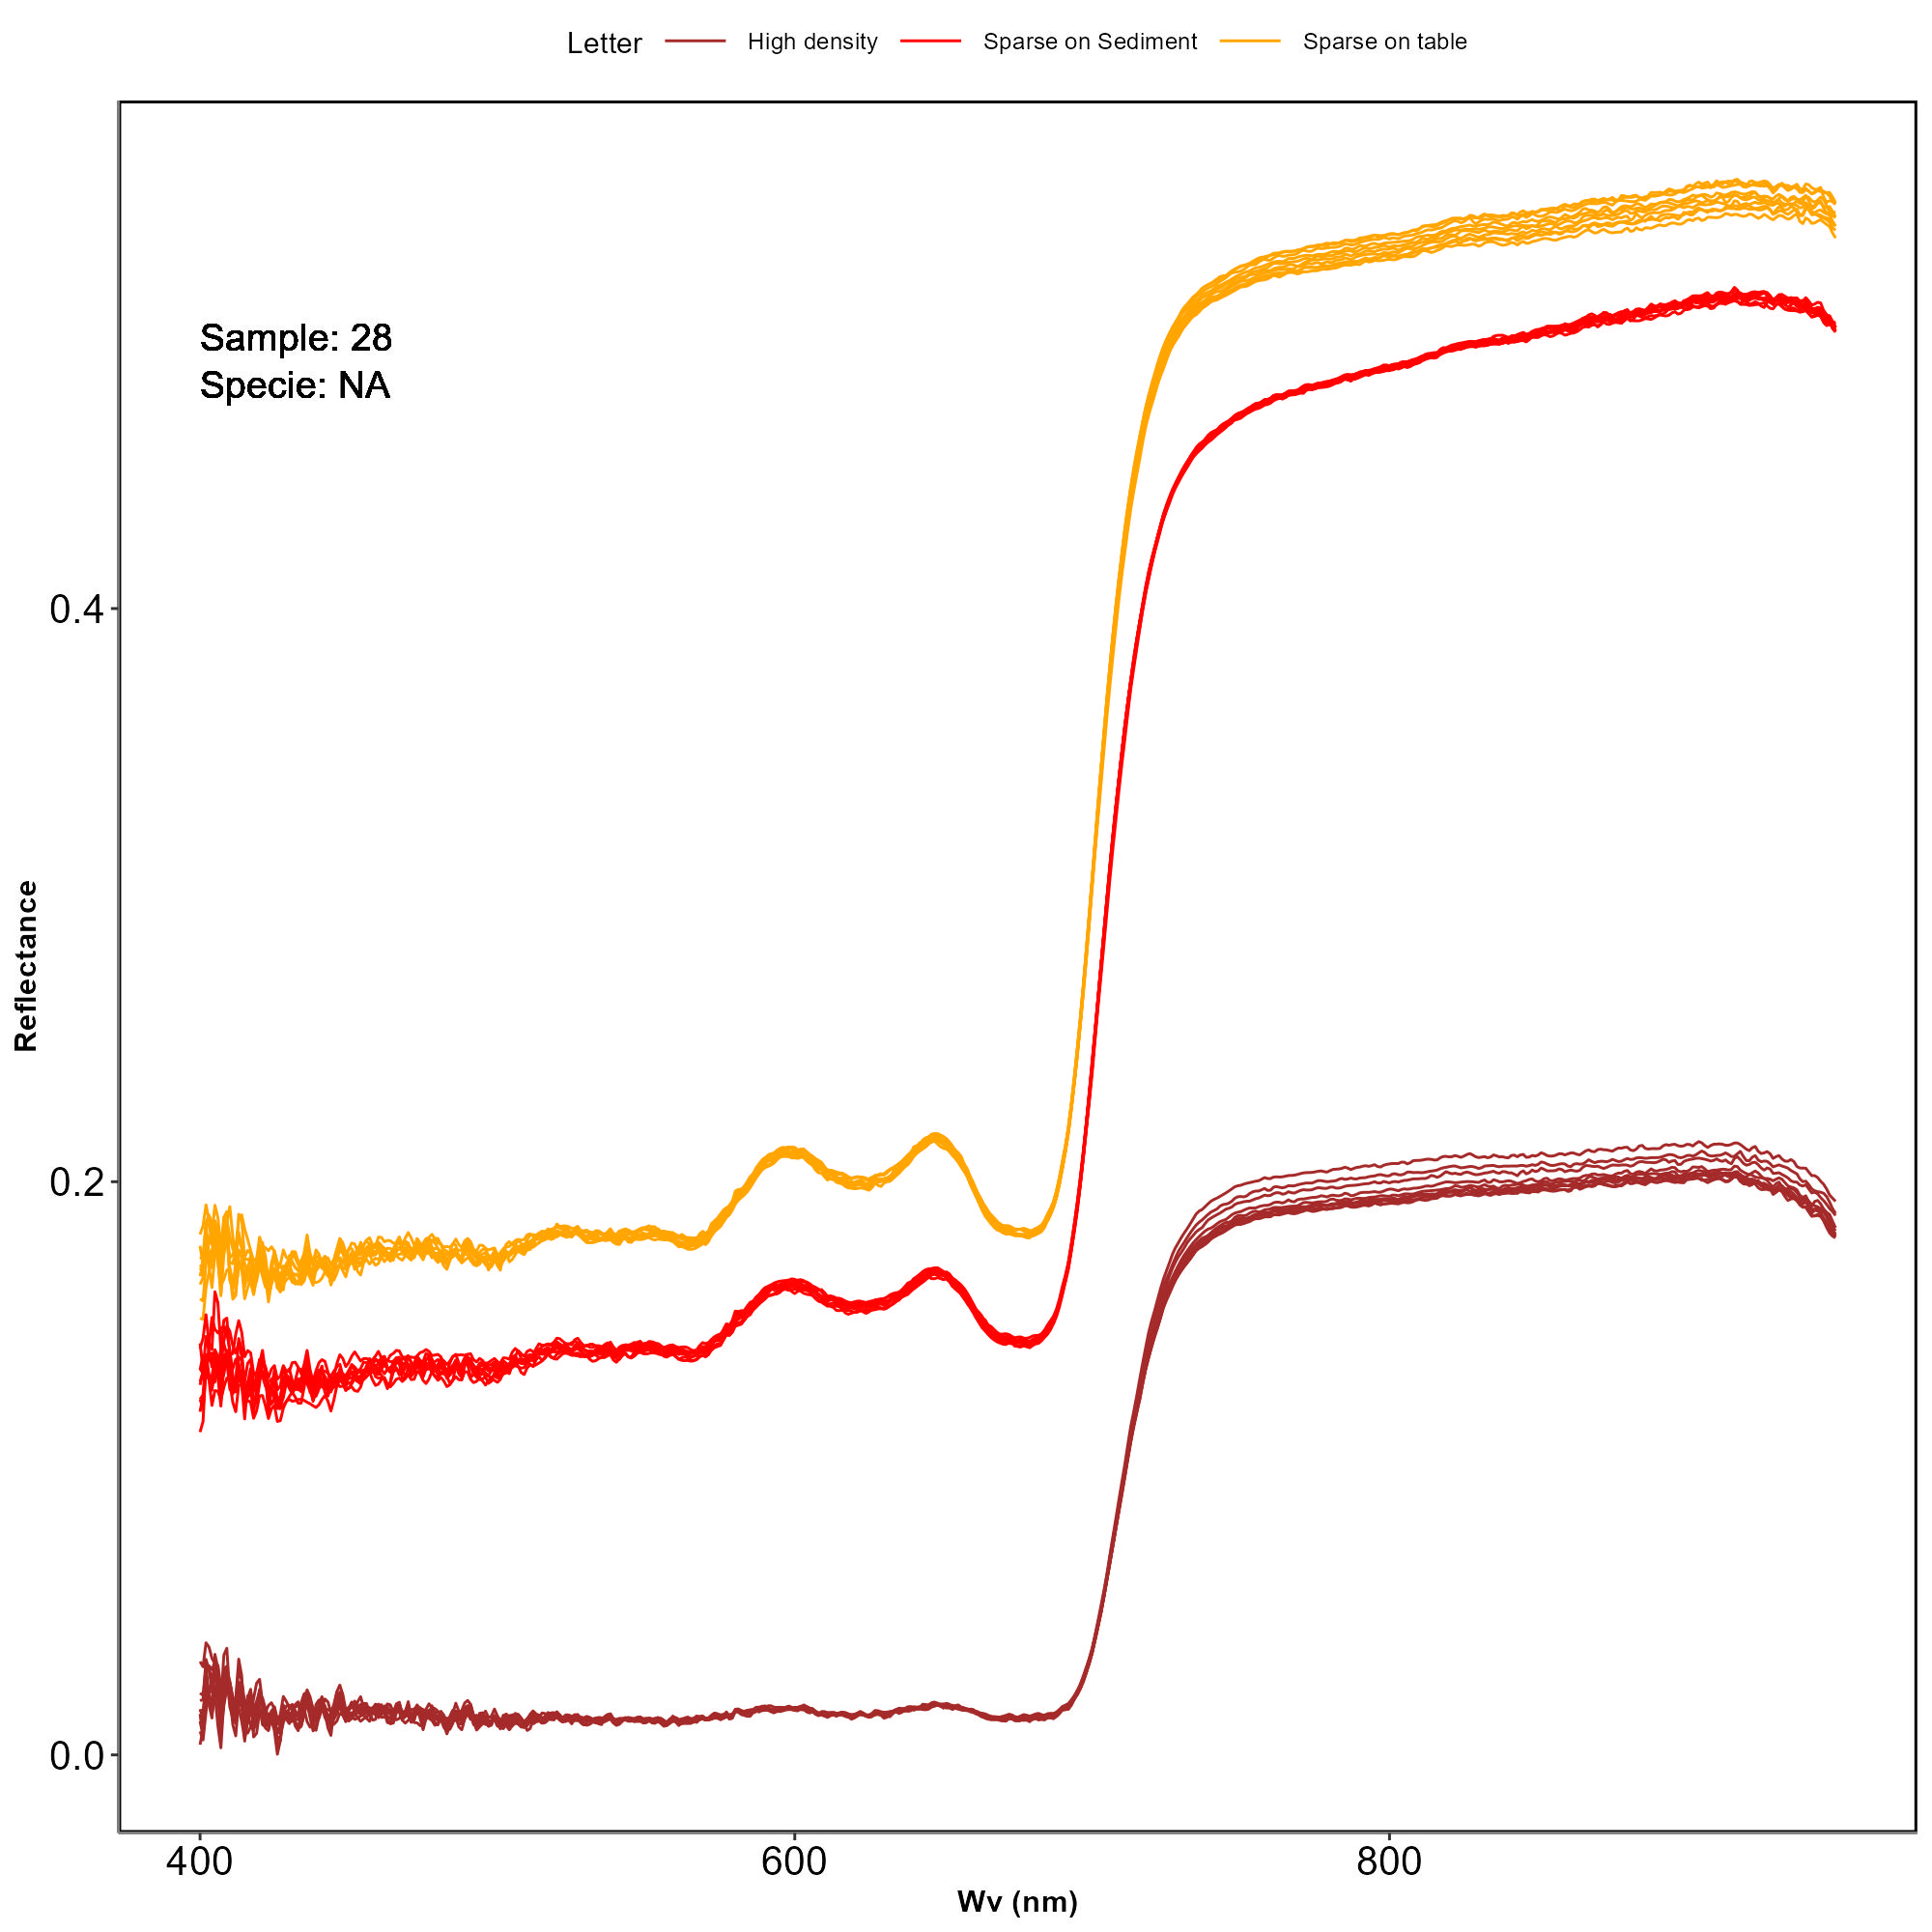 Letter High density Sparse on Sediment Sparse on table
Sample: 28
Specie: NA
Reflectance
0.4
0.2
0.0
400 600 800
Wv (nm)